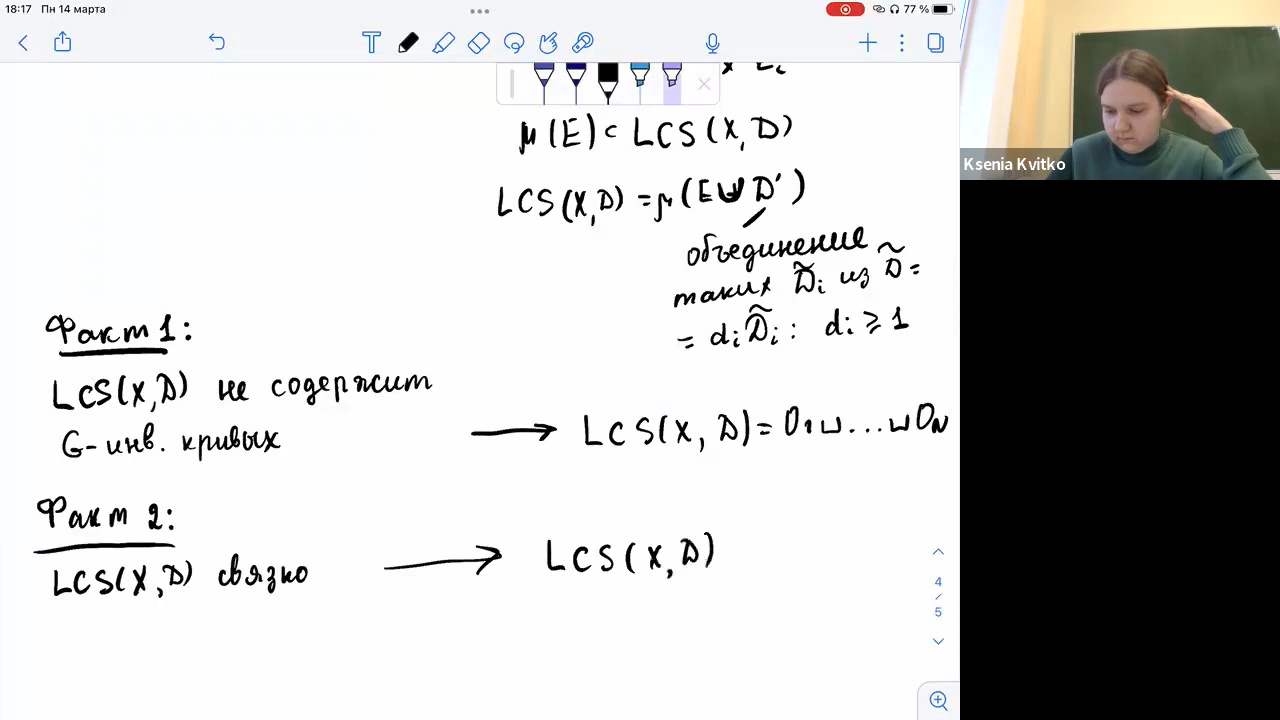 18:17 Пн 14 марта
77 %
μ(E) ⊂ LCS(X,D)
LCS(X,D) = μ(E ∪ D')
объединение
таких D̃i из D̃ =
= di D̃i : di ≥ 1
Факт 1:
LCS(X,D) не содержит
G-инв. кривых → LCS(X, D) = O1 ⊔ ... ⊔ ON
Факт 2:
LCS(X,D) связно → LCS(X,D)
4
/
5
Ksenia Kvitko